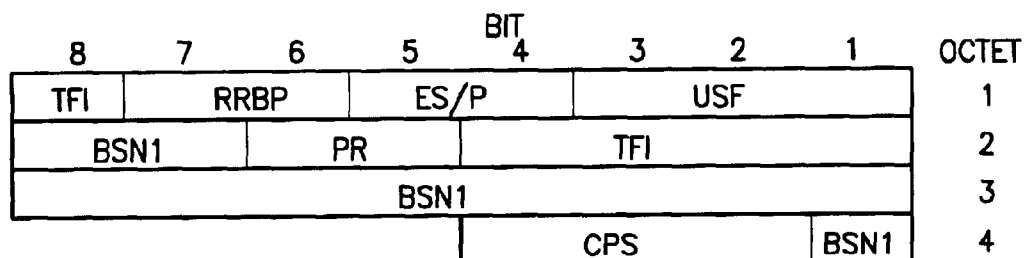 BIT
8 7 6 5 4 3 2 1 OCTET
TFI RRBP ES/P USF 1
BSN1 PR TFI 2
BSN1 3
CPS BSN1 4